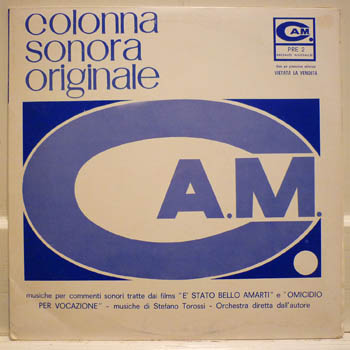 colonna
sonora
originale
C AM.
PRE 2
VIETATA LA VENDITA
C A.M.
musiche per commenti sonori tratte dai films "E' STATO BELLO AMARTI" e "OMICIDIO
PER VOCAZIONE" - musiche di Stefano Torossi - Orchestra diretta dall'autore.